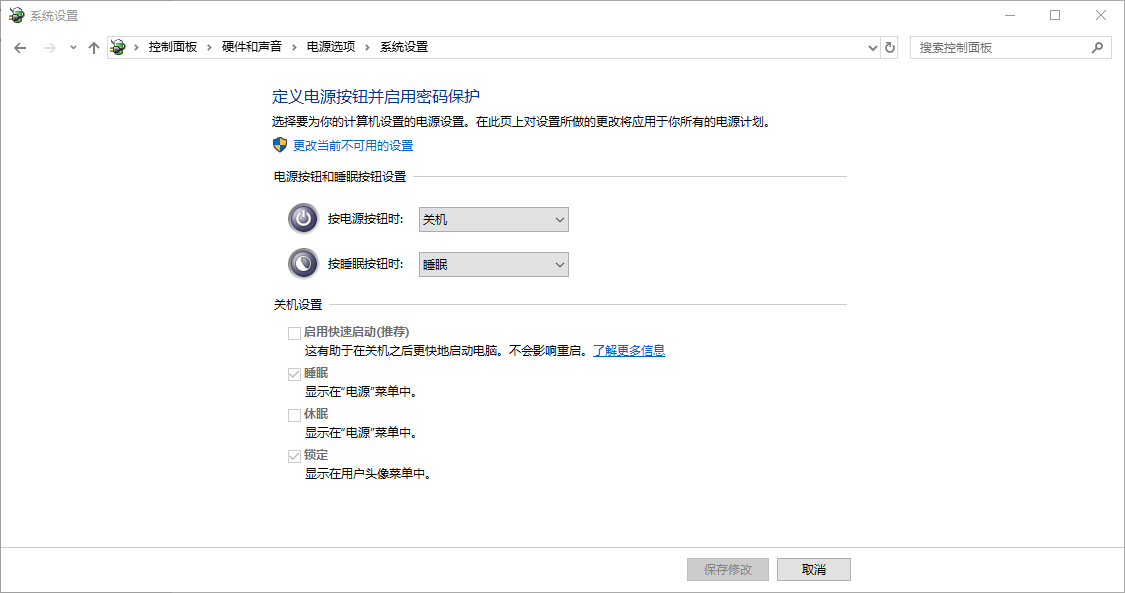 系统设置
控制面板 > 硬件和声音 > 电源选项 > 系统设置
搜索控制面板
定义电源按钮并启用密码保护
选择要为你的计算机设置的电源设置。在此页上对设置所做的更改将应用于你所有的电源计划。
更改当前不可用的设置
电源按钮和睡眠按钮设置
按电源按钮时: 关机
按睡眠按钮时: 睡眠
关机设置
启用快速启动(推荐)
这有助于在关机之后更快地启动电脑。不会影响重启。了解更多信息
睡眠
显示在"电源"菜单中。
休眠
显示在"电源"菜单中。
锁定
显示在用户头像菜单中。
保存修改 取消